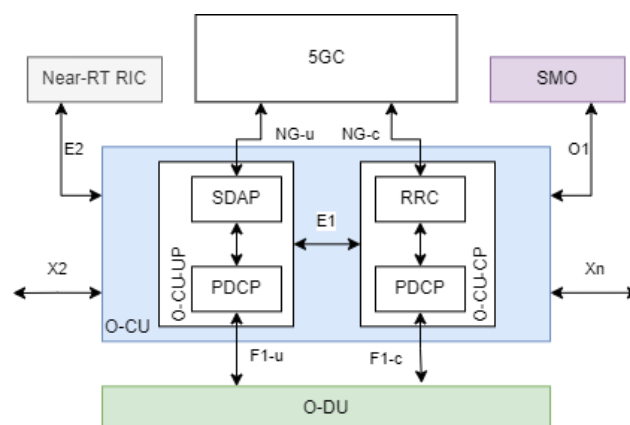 5GC
Near-RT RIC
SMO
NG-u
NG-c
E2
O1
SDAP
RRC
E1
O-CU-UP
O-CU-CP
X2
Xn
PDCP
PDCP
O-CU
F1-u
F1-c
O-DU